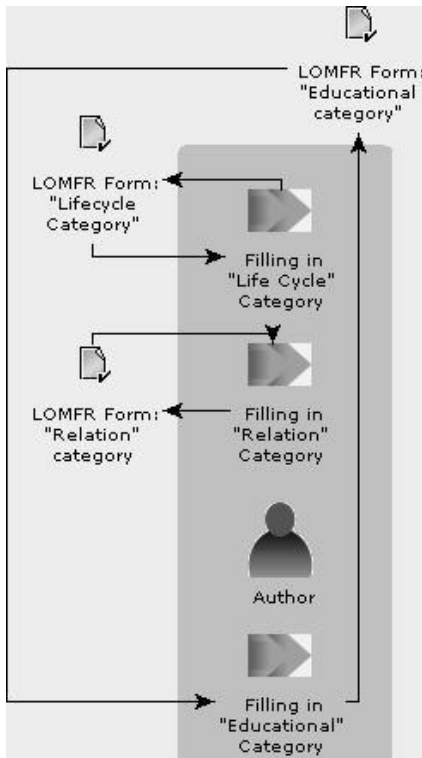 LOMFR Form:
"Educational
category"
LOMFR Form:
"Lifecycle
Category"
Filling in
"Life Cycle"
Category
LOMFR Form:
"Relation"
category
Filling in
"Relation"
Category
Author
Filling in
"Educational"
Category